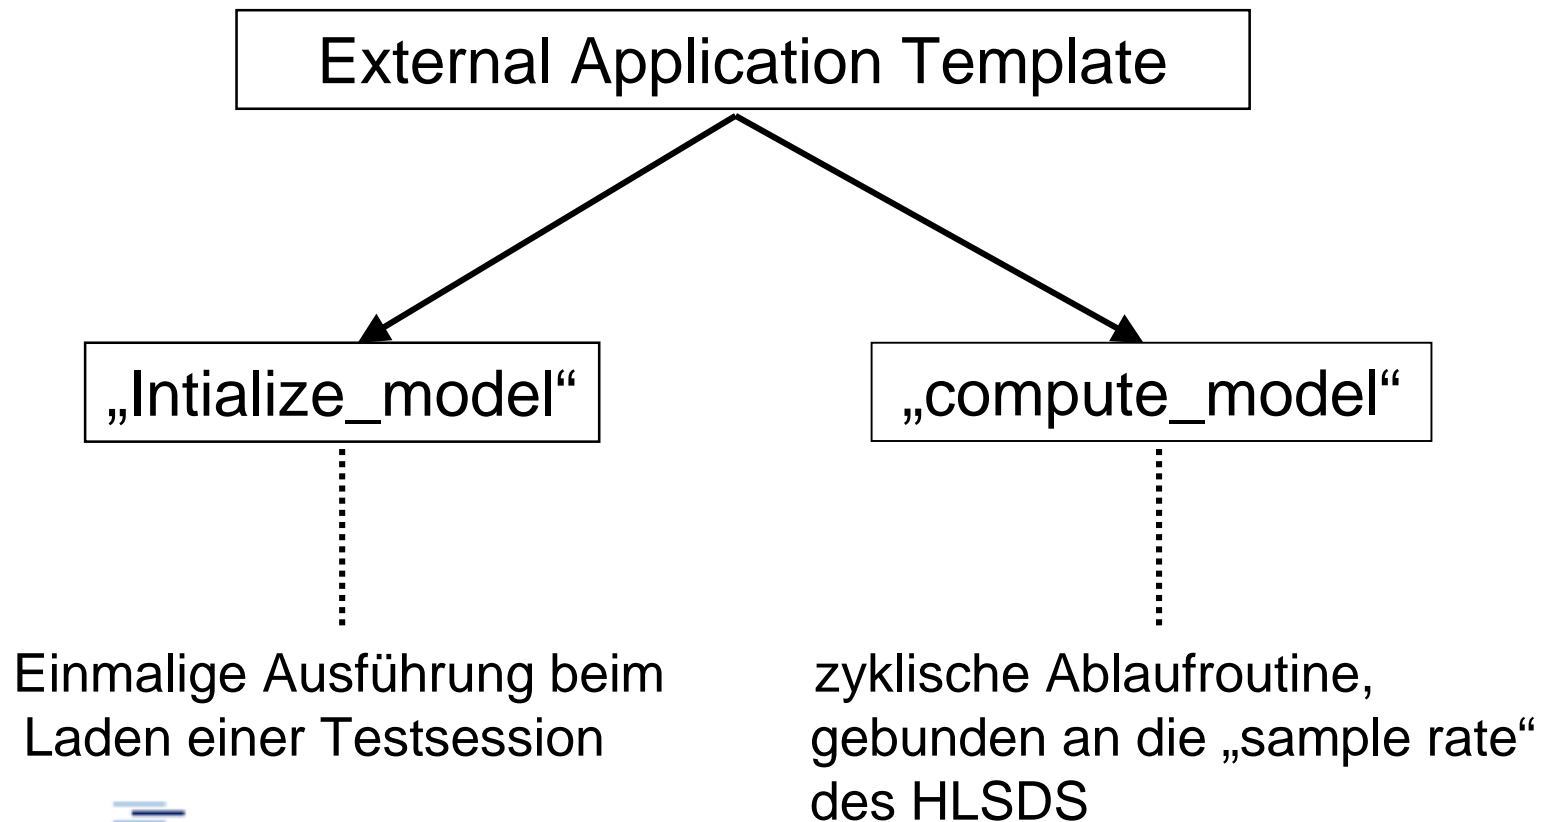 External Application Template
„Intialize_model“
„compute_model“
Einmalige Ausführung beim
Laden einer Testsession
zyklische Ablaufroutine,
gebunden an die „sample rate“
des HLSDS